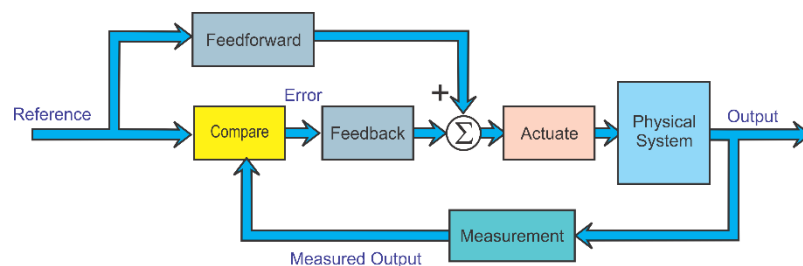 Feedforward
+
Error
Reference
Compare
Feedback
Σ
Actuate
Physical
System
Output
Measurement
Measured Output